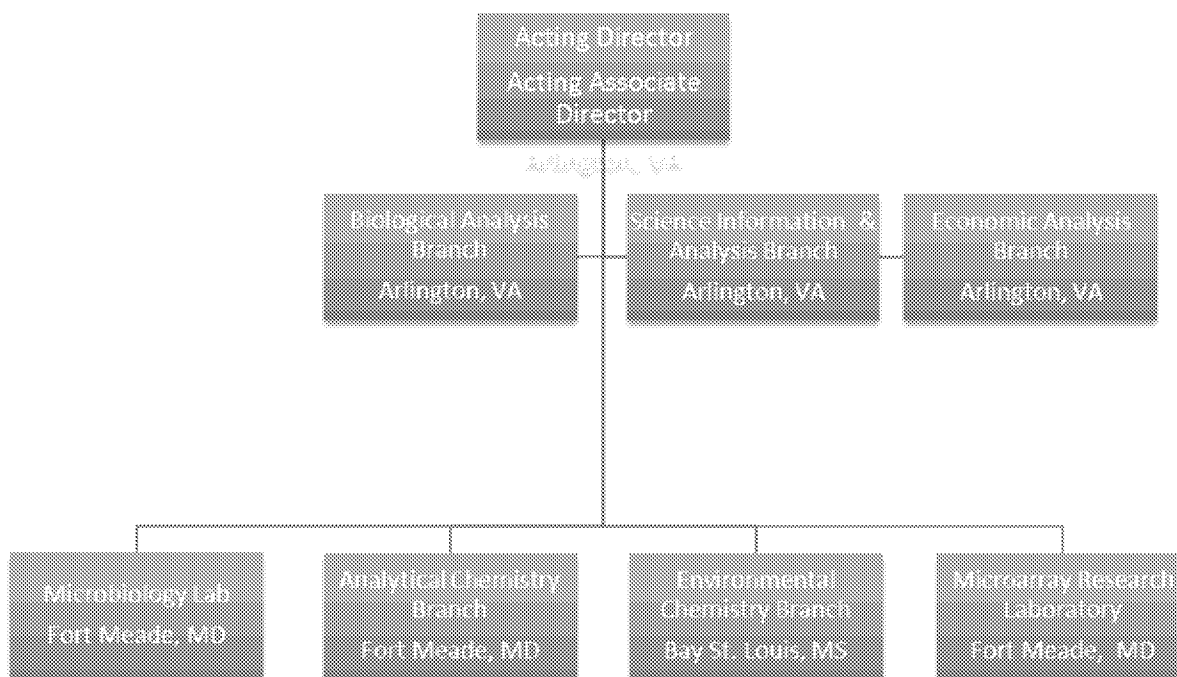 Acting Director
Acting Associate
Director
Arlington, VA
Biological Analysis
Branch
Arlington, VA
Science Information &
Analysis Branch
Arlington, VA
Economic Analysis
Branch
Arlington, VA
Microbiology Lab
Fort Meade, MD
Analytical Chemistry
Branch
Fort Meade, MD
Environmental
Chemistry Branch
Bay St. Louis, MS
Microarray Research
Laboratory
Fort Meade, MD